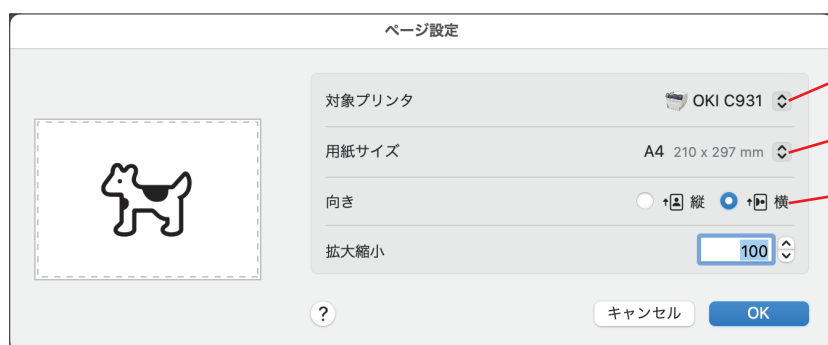 ページ設定
対象プリンタ OKI C931
用紙サイズ A4 210 x 297 mm
向き 縦 横
拡大縮小 100
? キャンセル OK